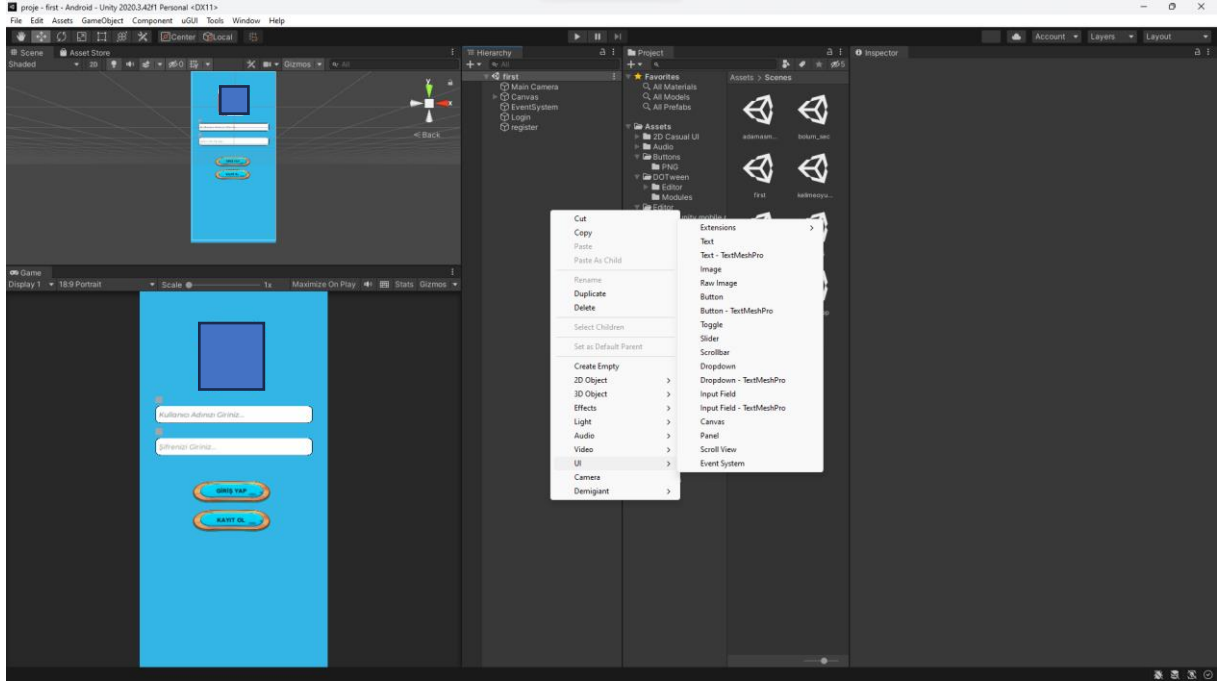 proje - first - Android - Unity 2020.3.42f1 Personal <DX11>
File Edit Assets GameObject Component uGUI Tools Window Help
Center Local
Account Layers Layout
Scene Asset Store
Shaded 2D 0 Gizmos All
y
x
Back
Game
Display 1 18:9 Portrait Scale 1x Maximize On Play Stats Gizmos
Kullanıcı Adınızı Giriniz...
Şifrenizi Giriniz...
GİRİŞ YAP
KAYIT OL
Hierarchy
All
first
Main Camera
Canvas
EventSystem
Login
register
Project
5
Favorites
All Materials
All Models
All Prefabs
Assets
2D Casual UI
Audio
Buttons
PNG
DOTween
Editor
Modules
Editor
Assets > Scenes
adamasm...
bolum_sec
first
kelimeoyu...
Inspector
Cut
Copy
Paste
Paste As Child
Rename
Duplicate
Delete
Select Children
Set as Default Parent
Create Empty
2D Object
3D Object
Effects
Light
Audio
Video
UI
Camera
Demigiant
Extensions
Text
Text - TextMeshPro
Image
Raw Image
Button
Button - TextMeshPro
Toggle
Slider
Scrollbar
Dropdown
Dropdown - TextMeshPro
Input Field
Input Field - TextMeshPro
Canvas
Panel
Scroll View
Event System